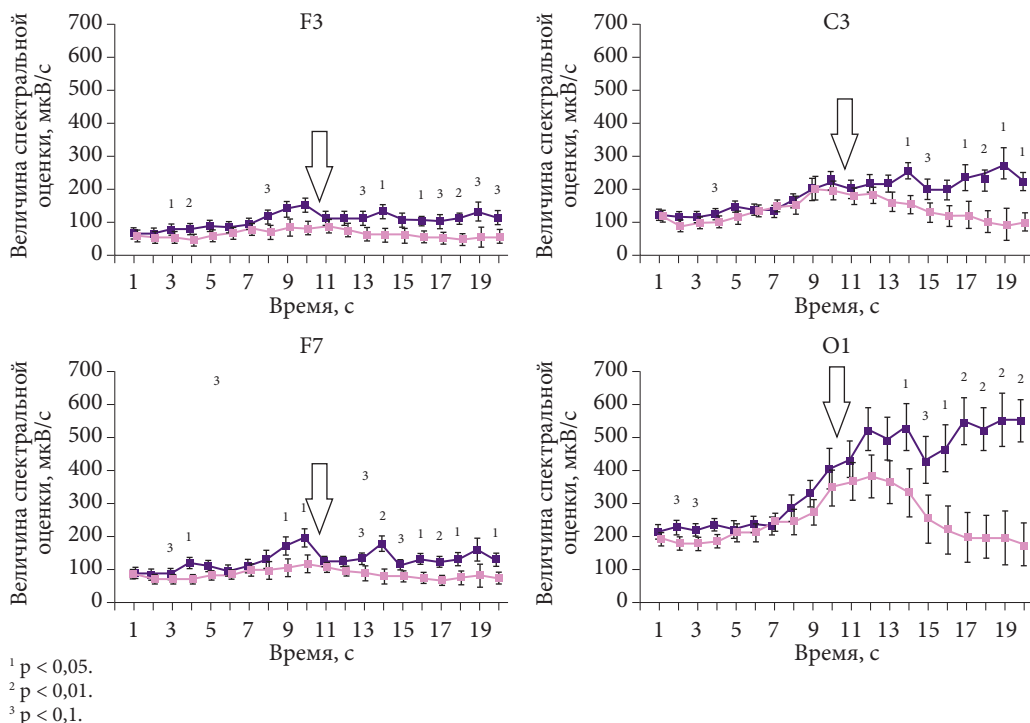 F3
Величина спектральной
оценки, мкВ/с
700
600
500
400
300
200
100
0
1 2 3 3 1 3 1 3 2 3 3
1 3 5 7 9 11 13 15 17 19
Время, с
C3
Величина спектральной
оценки, мкВ/с
700
600
500
400
300
200
100
0
3 1 3 1 2 1 1
1 3 5 7 9 11 13 15 17 19
Время, с
F7
Величина спектральной
оценки, мкВ/с
700
600
500
400
300
200
100
0
3
3
3 1 1 1 3 2 3 1 2 1 1
1 3 5 7 9 11 13 15 17 19
Время, с
O1
Величина спектральной
оценки, мкВ/с
700
600
500
400
300
200
100
0
3 3 1 3 1 2 2 2 2
1 3 5 7 9 11 13 15 17 19
Время, с
1 p < 0,05.
2 p < 0,01.
3 p < 0,1.